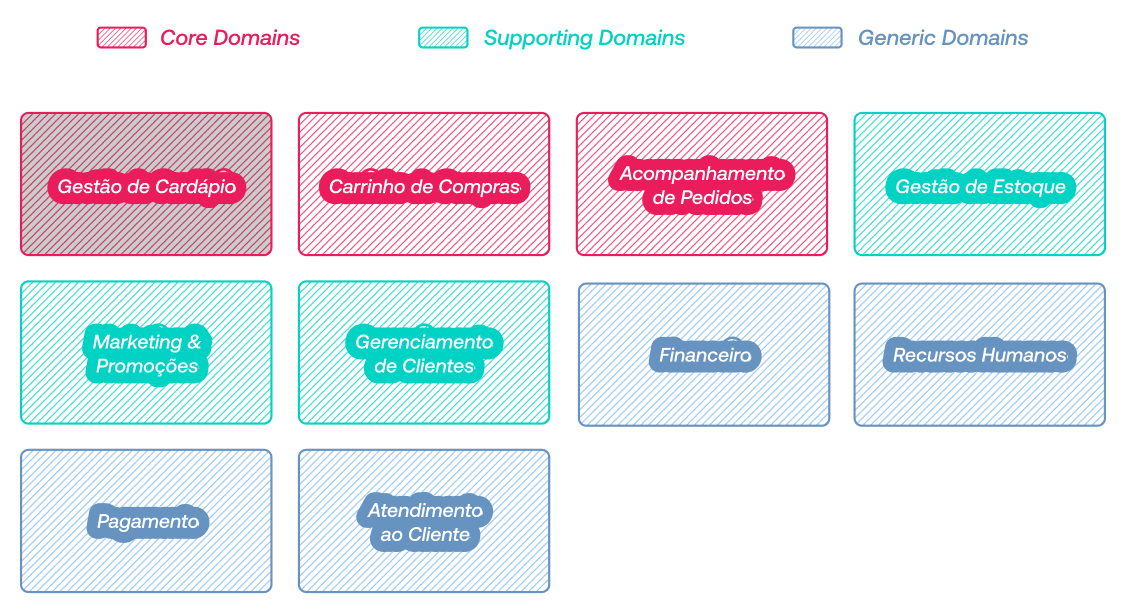 Core Domains
Supporting Domains
Generic Domains
Gestão de Cardápio
Carrinho de Compras
Acompanhamento
de Pedidos
Gestão de Estoque
Marketing &
Promoções
Gerenciamento
de Clientes
Financeiro
Recursos Humanos
Pagamento
Atendimento
ao Cliente